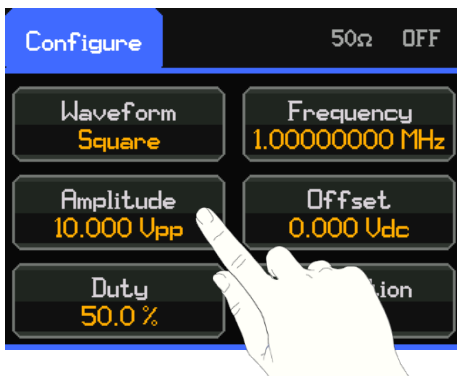 Configure
50Ω OFF
Waveform
Square
Frequency
1.00000000 MHz
Amplitude
10.000 Vpp
Offset
0.000 Vdc
Duty
50.0 %